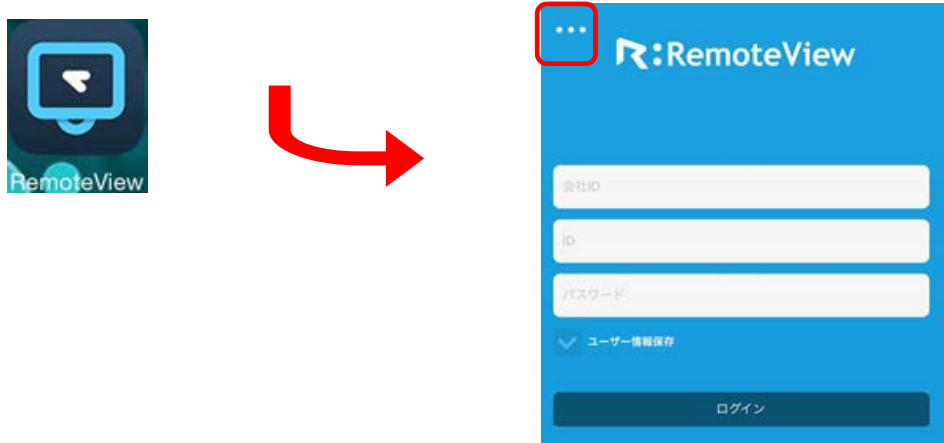 RemoteView
R:RemoteView
会社ID
ID
パスワード
ユーザー情報保存
ログイン